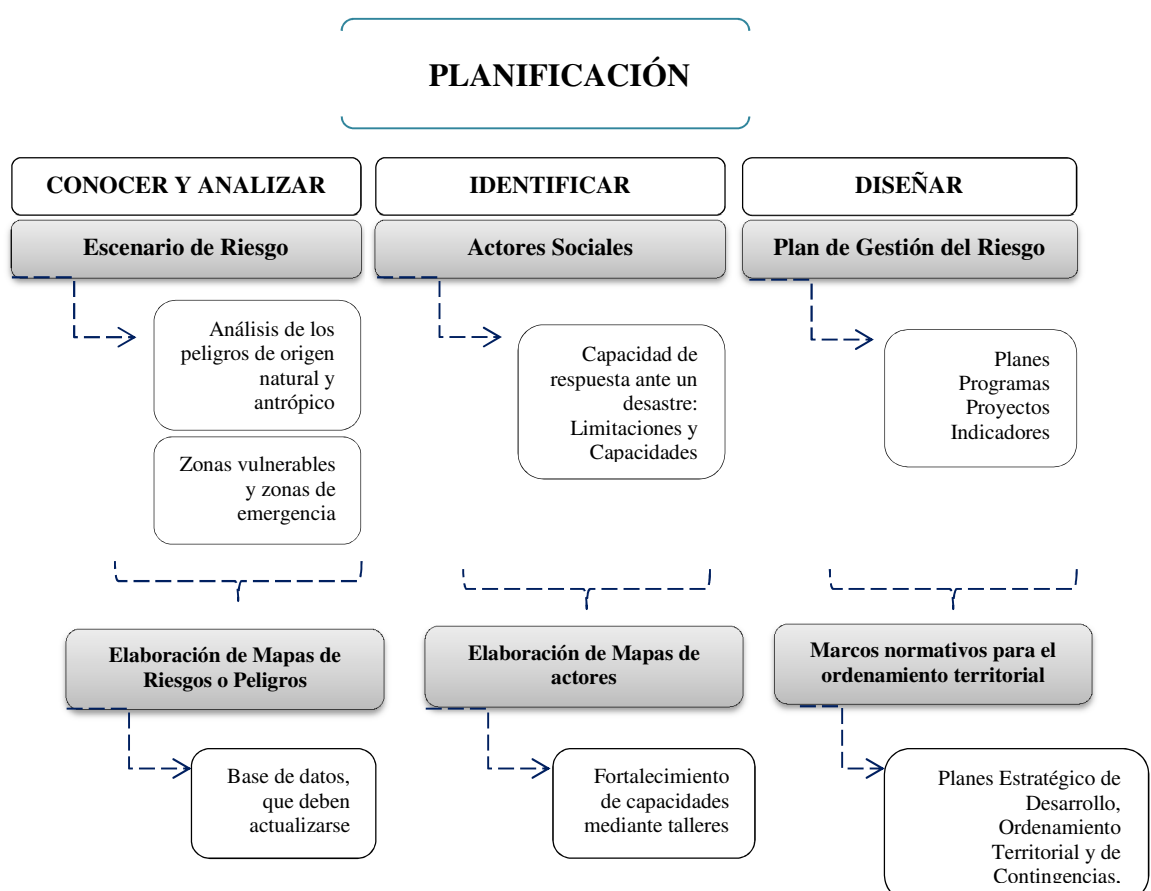 PLANIFICACIÓN
CONOCER Y ANALIZAR
Escenario de Riesgo
Análisis de los
peligros de origen
natural y
antrópico
Zonas vulnerables
y zonas de
emergencia
Elaboración de Mapas de
Riesgos o Peligros
Base de datos,
que deben
actualizarse
IDENTIFICAR
Actores Sociales
Capacidad de
respuesta ante un
desastre:
Limitaciones y
Capacidades
Elaboración de Mapas de
actores
Fortalecimiento
de capacidades
mediante talleres
DISEÑAR
Plan de Gestión del Riesgo
Planes
Programas
Proyectos
Indicadores
Marcos normativos para el
ordenamiento territorial
Planes Estratégico de
Desarrollo,
Ordenamiento
Territorial y de
Contingencias,